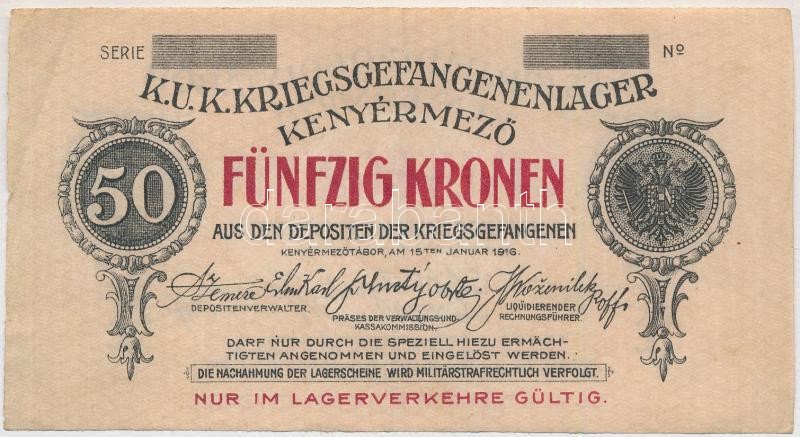 SERIE Nº
K.U.K. KRIEGSGEFANGENENLAGER
KENYÉRMEZŐ
50
FÜNFZIG KRONEN
darabanth
AUS DEN DEPOSITEN DER KRIEGSGEFANGENEN
KENYÉRMEZŐTÁBOR, AM 15TEN JANUAR 1916.
DEPOSITENVERWALTER.
PRÄSES DER VERWALTUNGS-UND
KASSAKOMMISSION.
LIQUIDIERENDER
RECHNUNGSFÜHRER.
DARF NUR DURCH DIE SPEZIELL HIEZU ERMÄCH-
TIGTEN ANGENOMMEN UND EINGELÖST WERDEN.
DIE NACHAHMUNG DER LAGERSCHEINE WIRD MILITÄRSTRAFRECHTLICH VERFOLGT.
NUR IM LAGERVERKEHRE GÜLTIG.